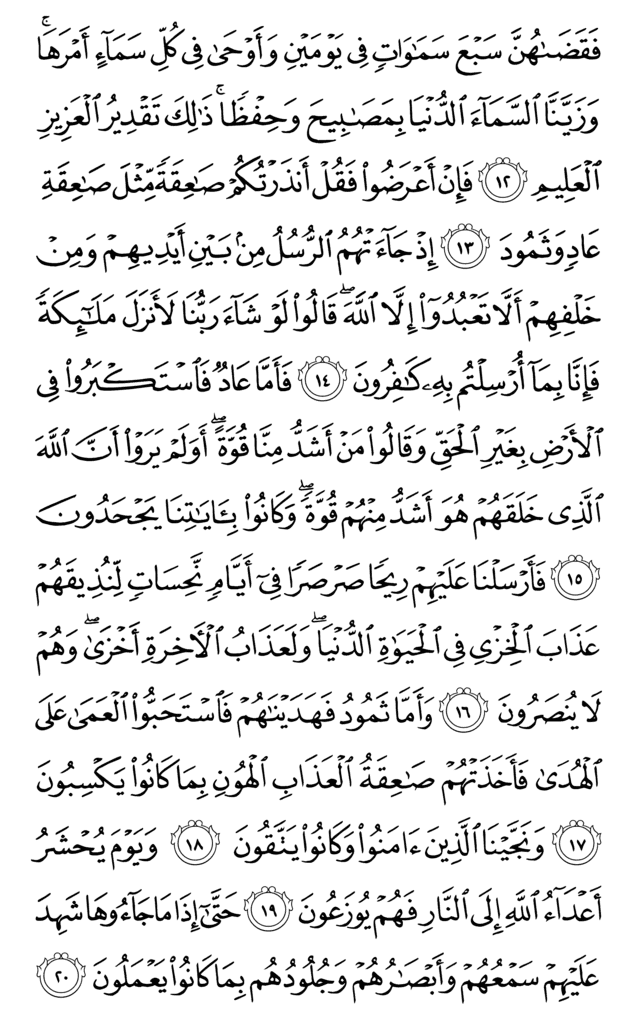 فَقَضَىٰهُنَّ سَبْعَ سَمَٰوَاتٍ فِى يَوْمَيْنِ وَأَوْحَىٰ فِى كُلِّ سَمَآءٍ أَمْرَهَا ۚ
وَزَيَّنَّا ٱلسَّمَآءَ ٱلدُّنْيَا بِمَصَٰبِيحَ وَحِفْظًا ۚ ذَٰلِكَ تَقْدِيرُ ٱلْعَزِيزِ
ٱلْعَلِيمِ ١٢ فَإِنْ أَعْرَضُوا۟ فَقُلْ أَنذَرْتُكُمْ صَٰعِقَةً مِّثْلَ صَٰعِقَةِ
عَادٍ وَثَمُودَ ١٣ إِذْ جَآءَتْهُمُ ٱلرُّسُلُ مِنۢ بَيْنِ أَيْدِيهِمْ وَمِنْ
خَلْفِهِمْ أَلَّا تَعْبُدُوٓا۟ إِلَّا ٱللَّهَ ۖ قَالُوا۟ لَوْ شَآءَ رَبُّنَا لَأَنزَلَ مَلَٰٓئِكَةً
فَإِنَّا بِمَآ أُرْسِلْتُم بِهِۦ كَٰفِرُونَ ١٤ فَأَمَّا عَادٌ فَٱسْتَكْبَرُوا۟ فِى
ٱلْأَرْضِ بِغَيْرِ ٱلْحَقِّ وَقَالُوا۟ مَنْ أَشَدُّ مِنَّا قُوَّةً ۖ أَوَلَمْ يَرَوْا۟ أَنَّ ٱللَّهَ
ٱلَّذِى خَلَقَهُمْ هُوَ أَشَدُّ مِنْهُمْ قُوَّةً ۖ وَكَانُوا۟ بِـَٔايَٰتِنَا يَجْحَدُونَ
١٥ فَأَرْسَلْنَا عَلَيْهِمْ رِيحًا صَرْصَرًا فِىٓ أَيَّامٍ نَّحِسَاتٍ لِّنُذِيقَهُمْ
عَذَابَ ٱلْخِزْىِ فِى ٱلْحَيَوٰةِ ٱلدُّنْيَا ۖ وَلَعَذَابُ ٱلْءَاخِرَةِ أَخْزَىٰ ۖ وَهُمْ
لَا يُنصَرُونَ ١٦ وَأَمَّا ثَمُودُ فَهَدَيْنَٰهُمْ فَٱسْتَحَبُّوا۟ ٱلْعَمَىٰ عَلَى
ٱلْهُدَىٰ فَأَخَذَتْهُمْ صَٰعِقَةُ ٱلْعَذَابِ ٱلْهُونِ بِمَا كَانُوا۟ يَكْسِبُونَ
١٧ وَنَجَّيْنَا ٱلَّذِينَ ءَامَنُوا۟ وَكَانُوا۟ يَتَّقُونَ ١٨ وَيَوْمَ يُحْشَرُ
أَعْدَآءُ ٱللَّهِ إِلَى ٱلنَّارِ فَهُمْ يُوزَعُونَ ١٩ حَتَّىٰٓ إِذَا مَا جَآءُوهَا شَهِدَ
عَلَيْهِمْ سَمْعُهُمْ وَأَبْصَٰرُهُمْ وَجُلُودُهُم بِمَا كَانُوا۟ يَعْمَلُونَ ٢٠